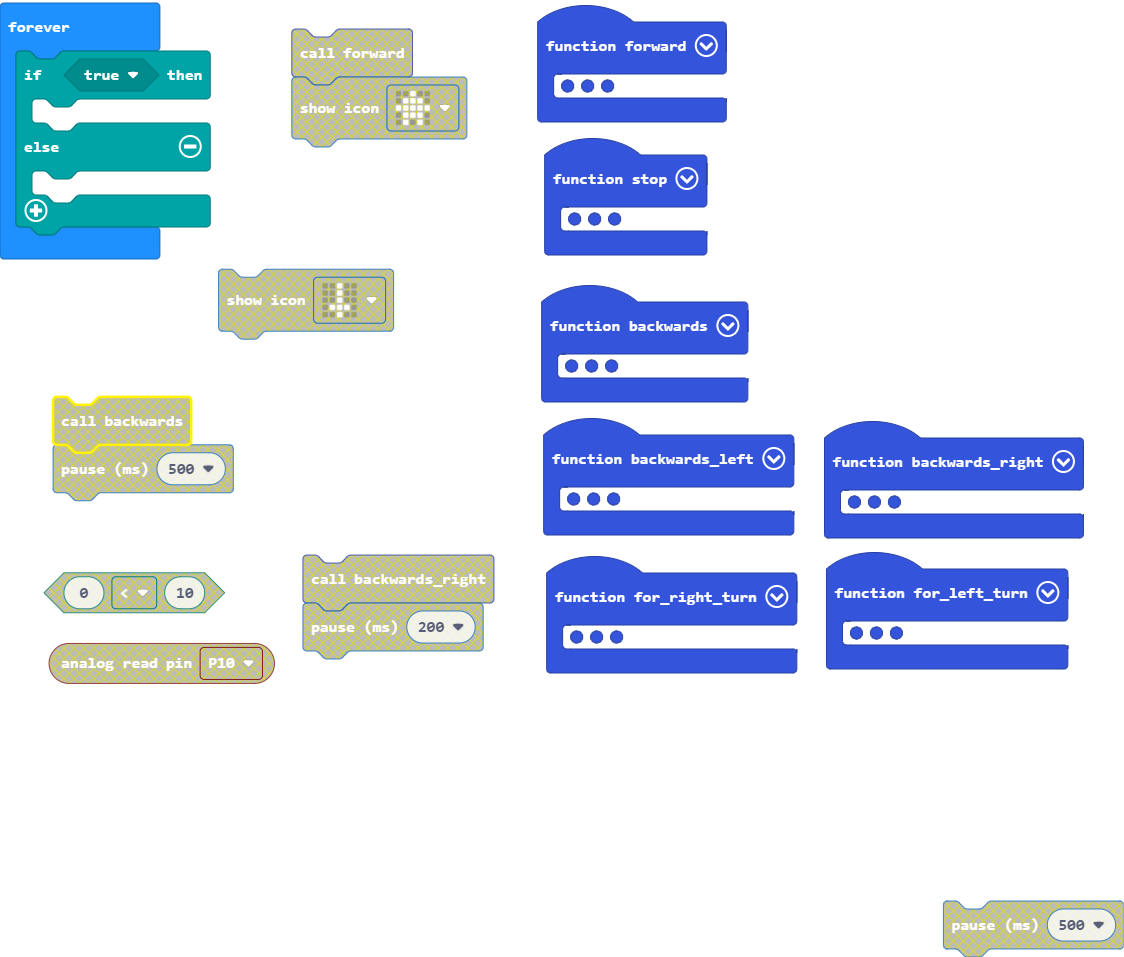 forever
if true then
else
call forward
show icon
show icon
call backwards
pause (ms) 500
0 < 10
analog read pin P10
call backwards_right
pause (ms) 200
function forward
function stop
function backwards
function backwards_left
function backwards_right
function for_right_turn
function for_left_turn
pause (ms) 500